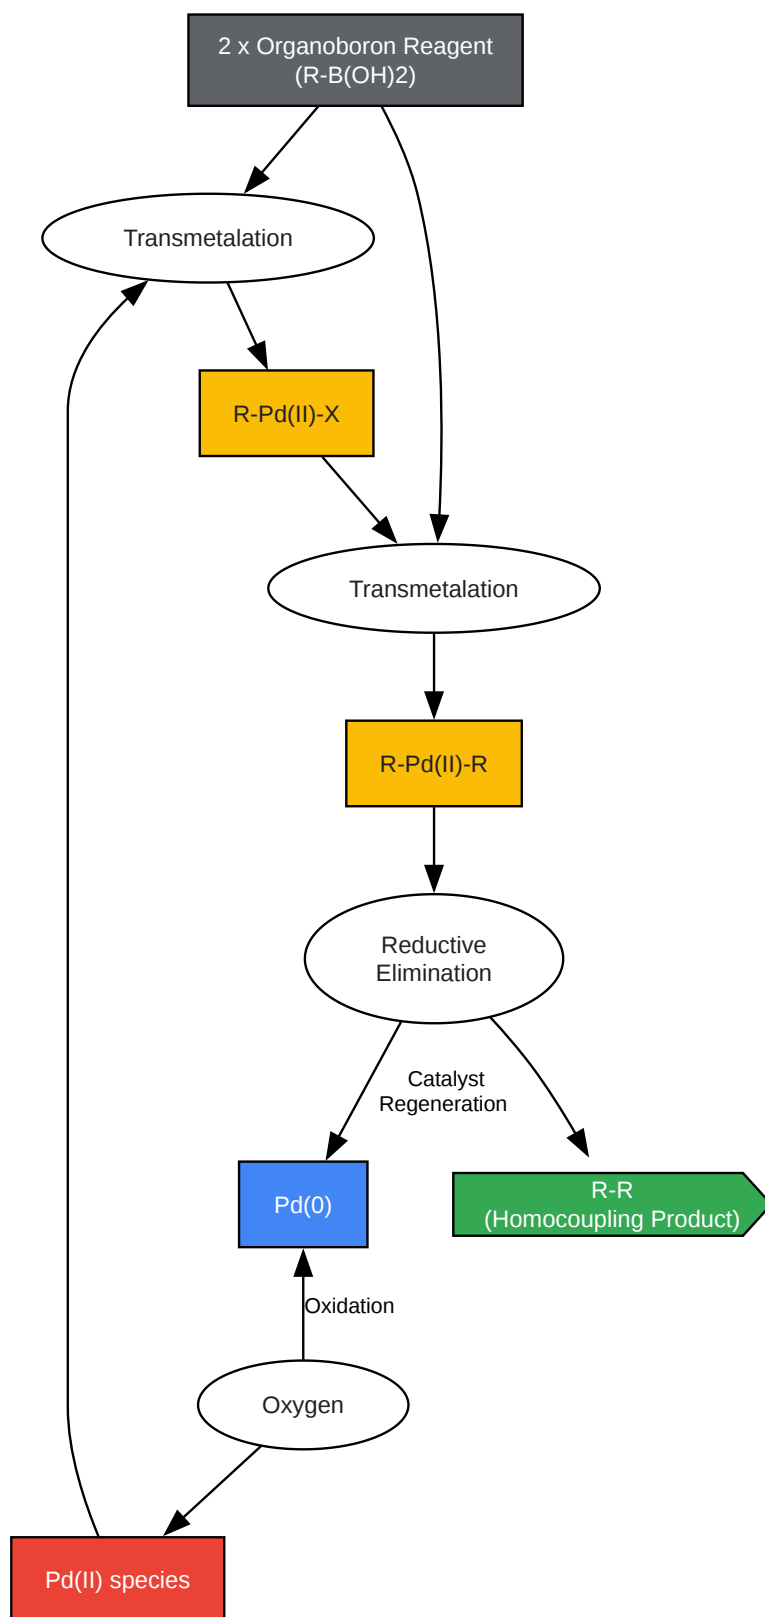 2 x Organoboron Reagent
(R-B(OH)2)
Transmetalation
R-Pd(II)-X
Transmetalation
R-Pd(II)-R
Reductive
Elimination
Catalyst
Regeneration
Pd(0)
R-R
(Homocoupling Product)
Oxidation
Oxygen
Pd(II) species